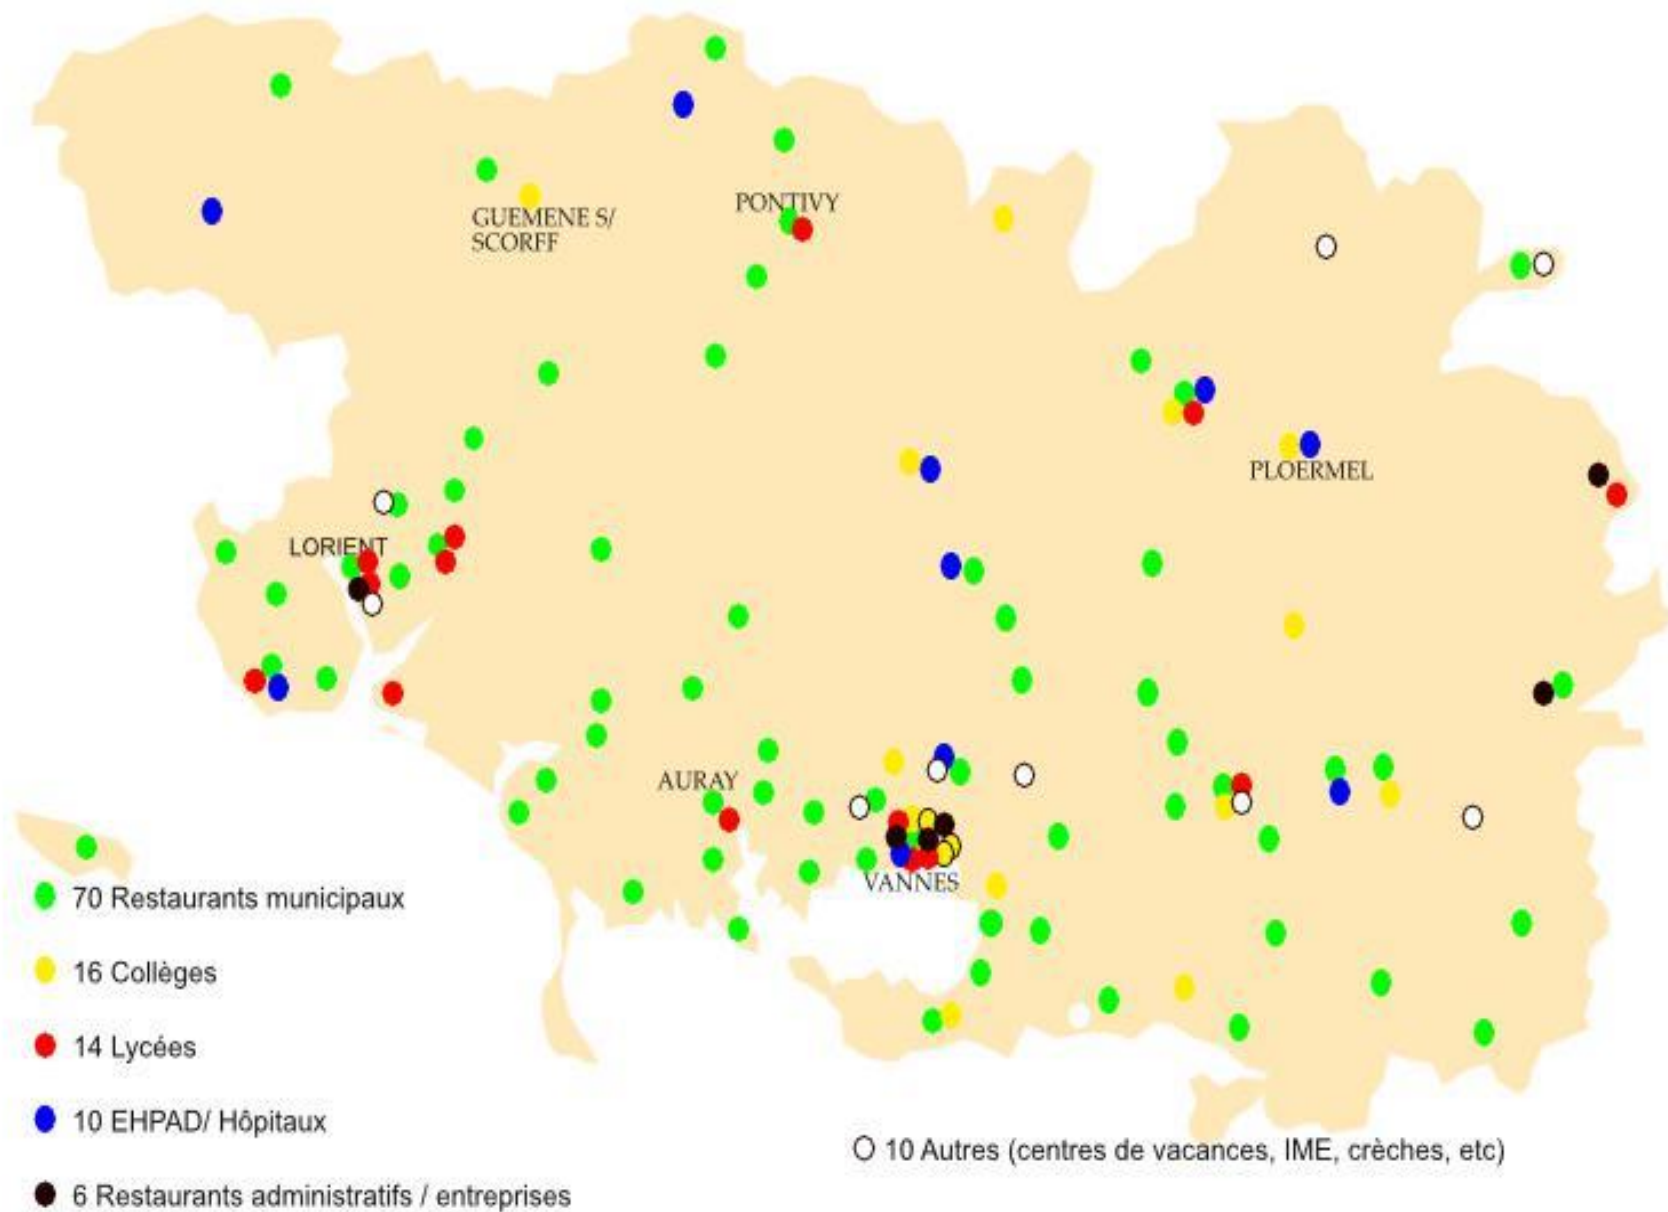 PONTIVY
GUEMENE S/
SCORFF
PLOERMEL
LORIENT
AURAY
VANNES
70 Restaurants municipaux
16 Collèges
14 Lycées
10 EHPAD/ Hôpitaux
10 Autres (centres de vacances, IME, crèches, etc)
6 Restaurants administratifs / entreprises